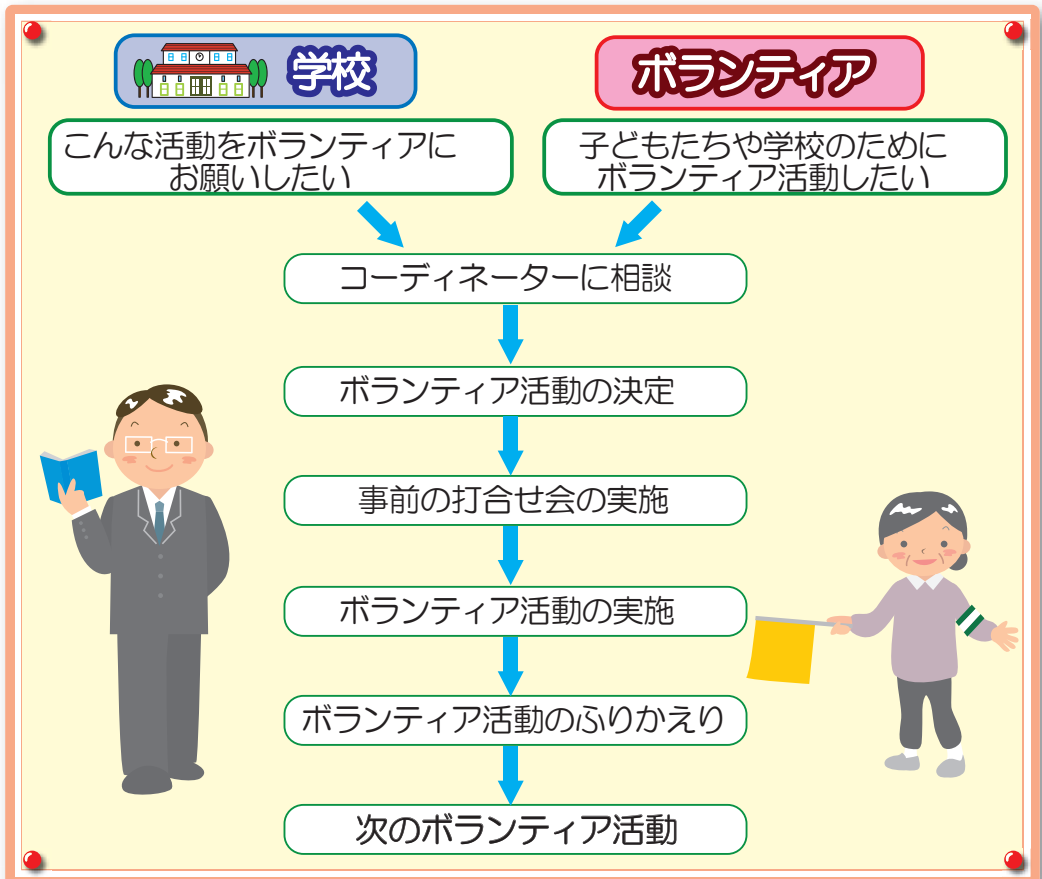 学校
ボランティア
こんな活動をボランティアに
お願いしたい
子どもたちや学校のために
ボランティア活動したい
コーディネーターに相談
ボランティア活動の決定
事前の打合せ会の実施
ボランティア活動の実施
ボランティア活動のふりかえり
次のボランティア活動